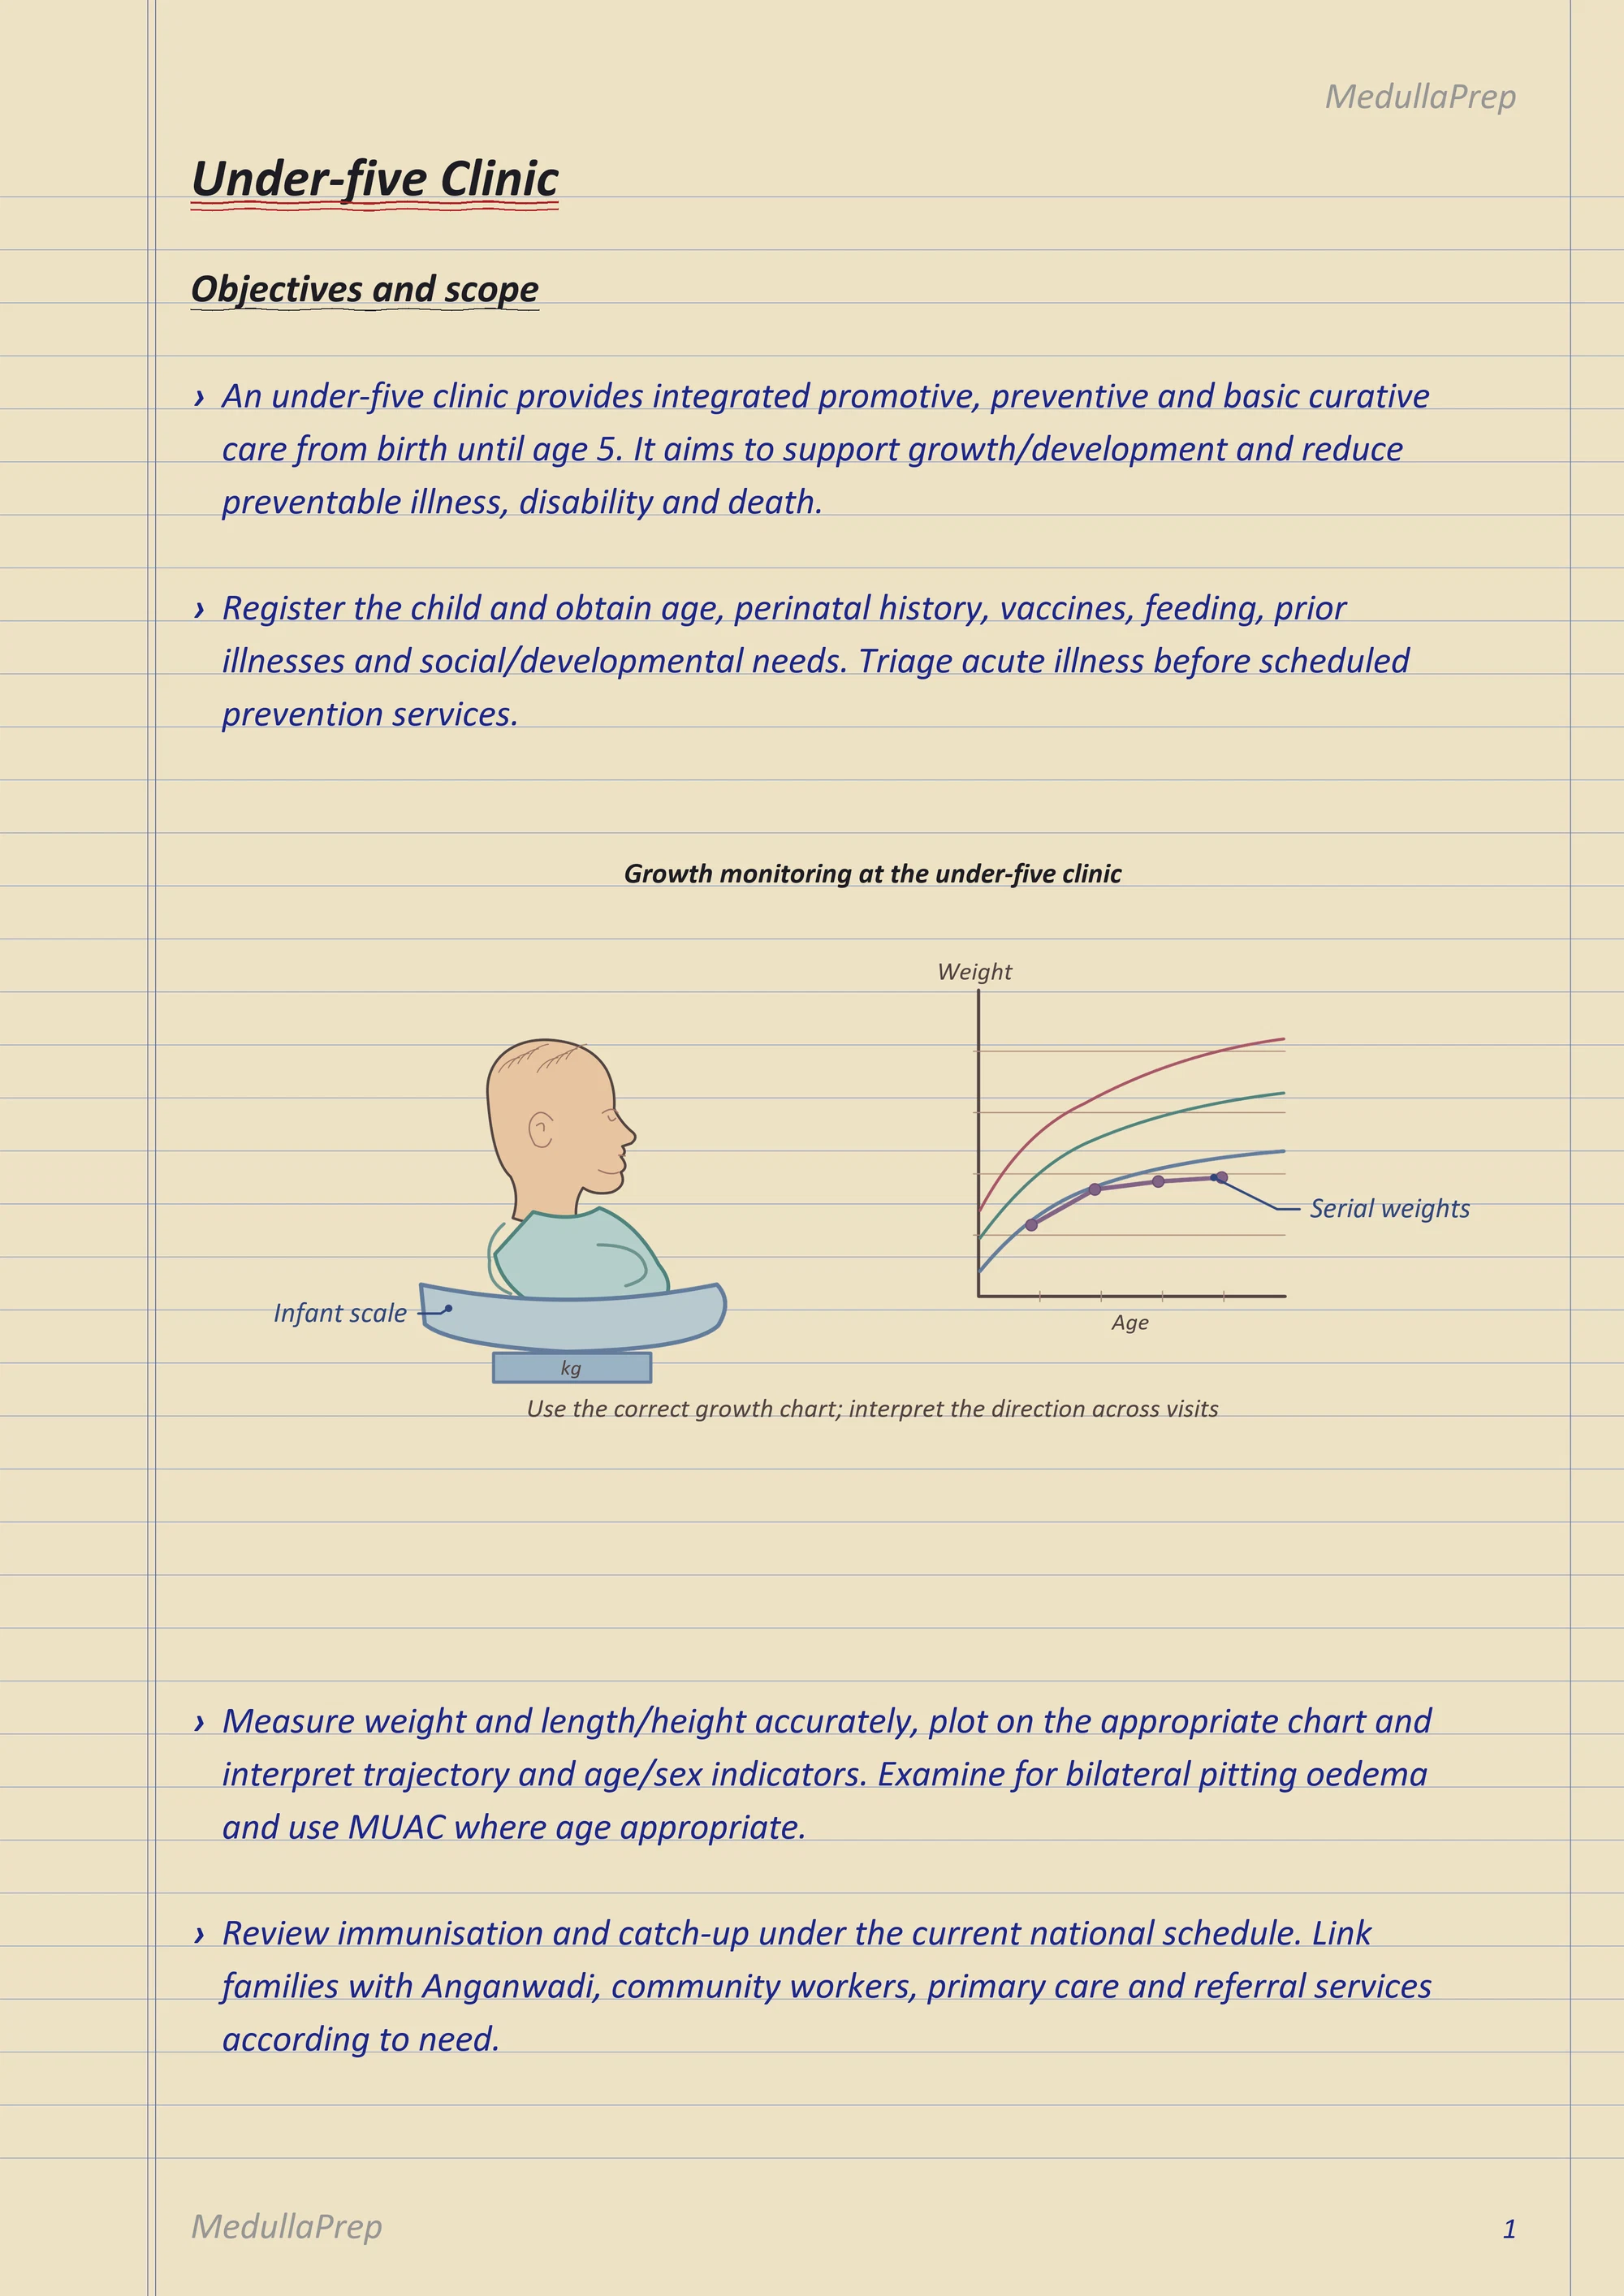 MedullaPrep
Under-five Clinic
Objectives and scope
› An under-five clinic provides integrated promotive, preventive and basic curative
care from birth until age 5. It aims to support growth/development and reduce
preventable illness, disability and death.
› Register the child and obtain age, perinatal history, vaccines, feeding, prior
illnesses and social/developmental needs. Triage acute illness before scheduled
prevention services.
Growth monitoring at the under-five clinic
Weight
Serial weights
Infant scale
Age
kg
Use the correct growth chart; interpret the direction across visits
› Measure weight and length/height accurately, plot on the appropriate chart and
interpret trajectory and age/sex indicators. Examine for bilateral pitting oedema
and use MUAC where age appropriate.
› Review immunisation and catch-up under the current national schedule. Link
families with Anganwadi, community workers, primary care and referral services
according to need.
MedullaPrep
1